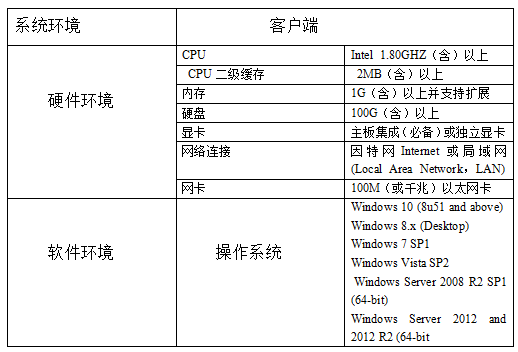 系统环境 客户端
硬件环境
CPU Intel 1.80GHZ（含）以上
CPU 二级缓存 2MB（含）以上
内存 1G（含）以上并支持扩展
硬盘 100G（含）以上
显卡 主板集成（必备）或独立显卡
网络连接 因特网 Internet 或局域网
(Local Area Network，LAN)
网卡 100M（或千兆）以太网卡
软件环境 操作系统
Windows 10 (8u51 and above)
Windows 8.x (Desktop)
Windows 7 SP1
Windows Vista SP2
Windows Server 2008 R2 SP1
(64-bit)
Windows Server 2012 and
2012 R2 (64-bit